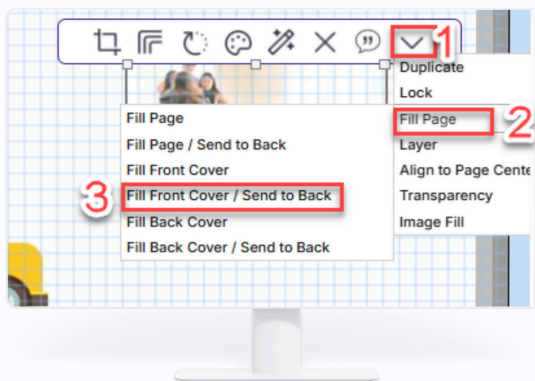 1
Duplicate
Lock
Fill Page
2
Layer
Align to Page Cente
Transparency
Image Fill
Fill Page
Fill Page / Send to Back
Fill Front Cover
3
Fill Front Cover / Send to Back
Fill Back Cover
Fill Back Cover / Send to Back